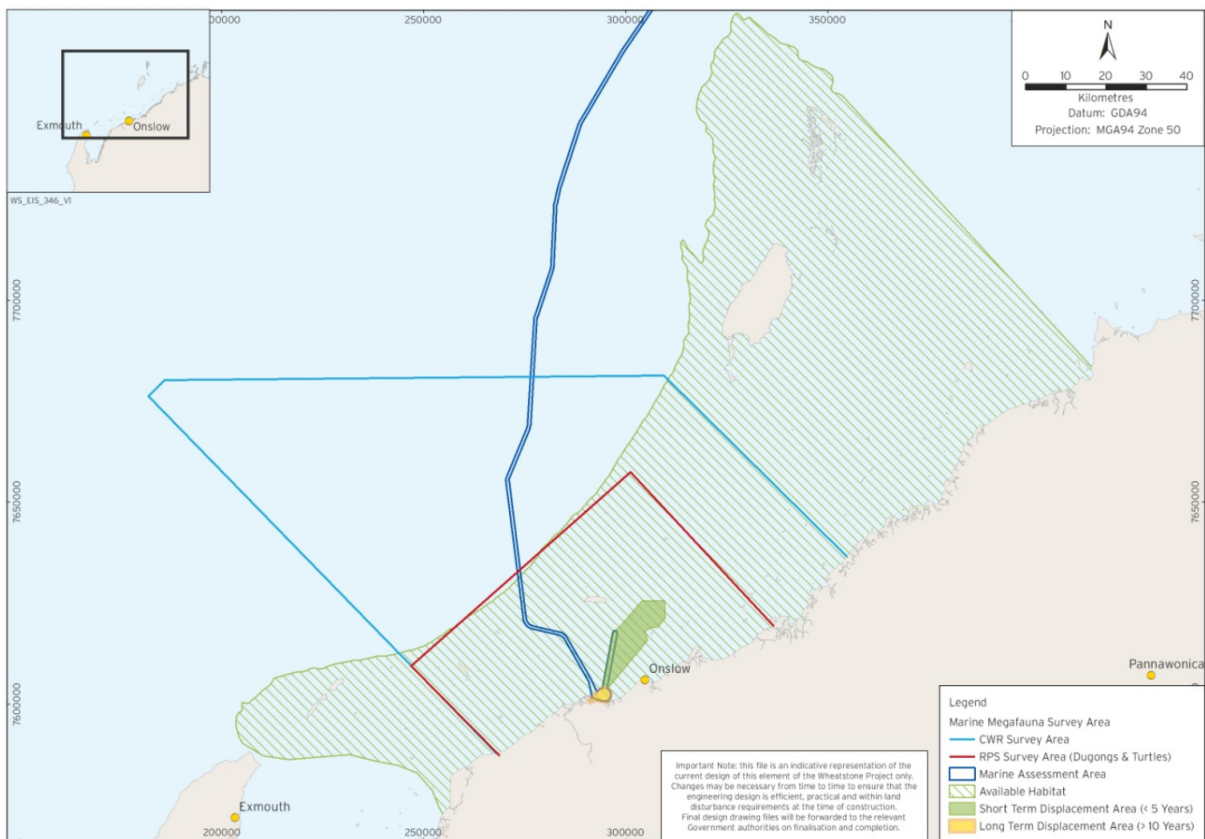 200000
250000
300000
350000
N
0 10 20 30 40
Kilometres
Datum: GDA94
Projection: MGA94 Zone 50
Exmouth
Onslow
WS_EIS_346_VI
7700000
7700000
7650000
7650000
Onslow
Pannawonica
7600000
Exmouth
200000
250000
300000
Important Note: this file is an indicative representation of the
current design of this element of the Wheatstone Project only.
Changes may be necessary from time to time to ensure that the
engineering design is efficient, practical and within land
disturbance requirements at the time of construction.
Final design drawing files will be forwarded to the relevant
Government authorities on finalisation and completion.
Legend
Marine Megafauna Survey Area
CWR Survey Area
RPS Survey Area (Dugongs & Turtles)
Marine Assessment Area
Available Habitat
Short Term Displacement Area (< 5 Years)
Long Term Displacement Area (> 10 Years)